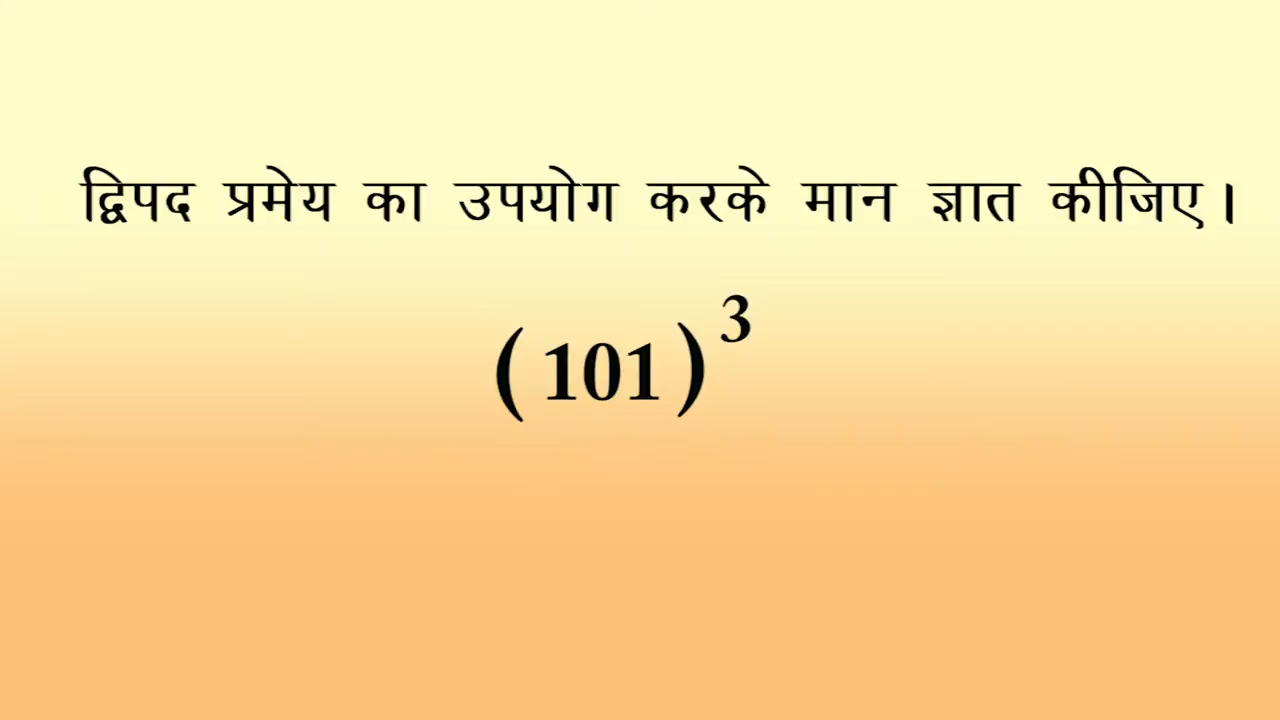 द्विपद प्रमेय का उपयोग करके मान ज्ञात कीजिए।
(101)³